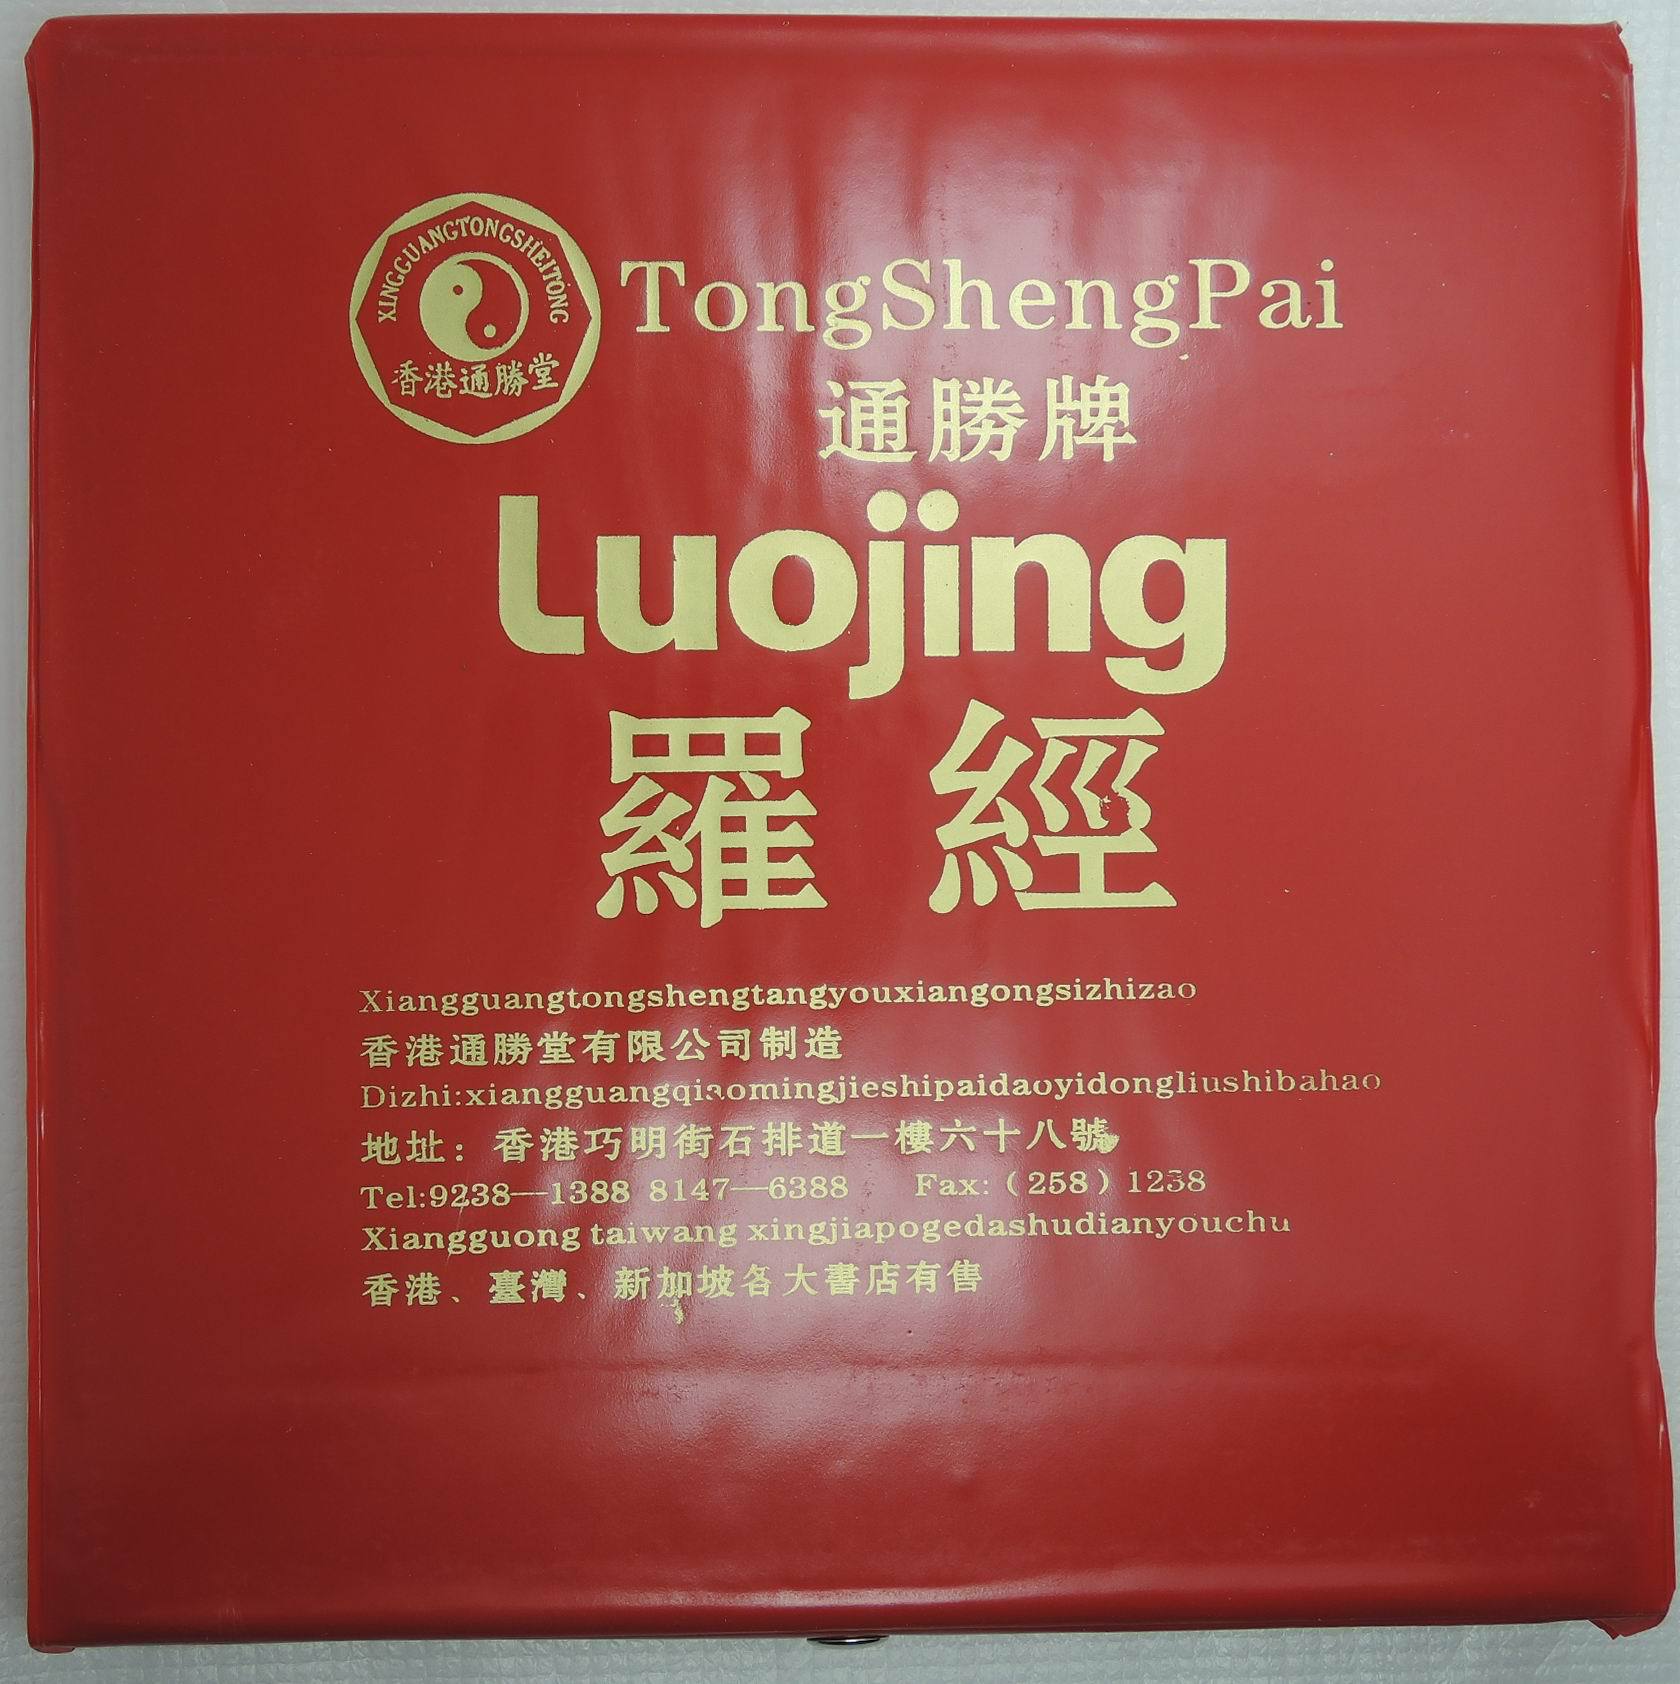 XINGGUANGTONGSHEITONG
香港通勝堂
TongShengPai
通勝牌
Luojing
羅經
Xiangguangtongshengtangyouxiangongsizhizao
香港通勝堂有限公司制造
Dizhi:xiangguangqiaomingjieshipaidaoyidongliushibahao
地址：香港巧明街石排道一樓六十八號
Tel:9238—1388 8147—6388 Fax:（258）1238
Xiangguong taiwang xingjiapogedashudianyouchu
香港、臺灣、新加坡各大書店有售